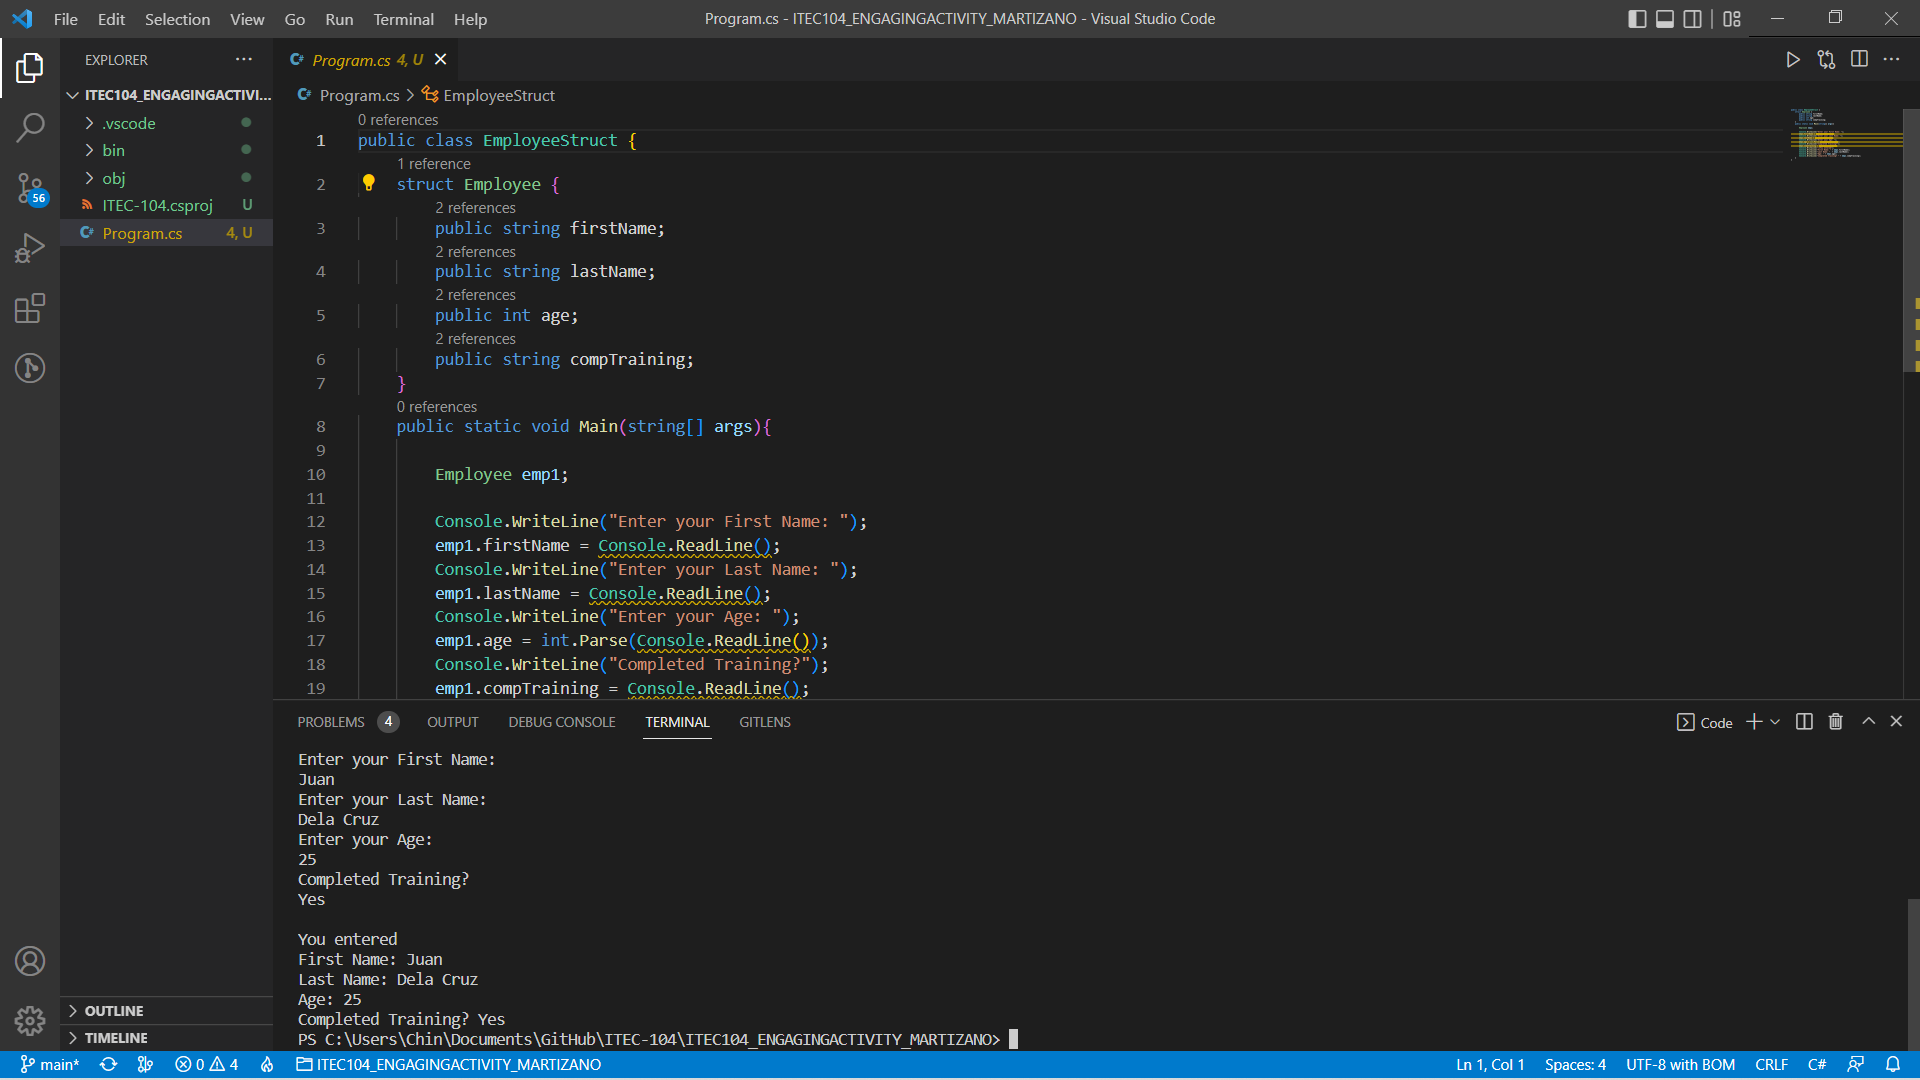 File Edit Selection View Go Run Terminal Help
Program.cs - ITEC104_ENGAGINGACTIVITY_MARTIZANO - Visual Studio Code
EXPLORER
ITEC104_ENGAGINGACTIVI...
.vscode
bin
obj
ITEC-104.csproj U
Program.cs 4, U
56
OUTLINE
TIMELINE
Program.cs 4, U
Program.cs > EmployeeStruct
0 references
1 public class EmployeeStruct {
1 reference
2 struct Employee {
2 references
3 public string firstName;
2 references
4 public string lastName;
2 references
5 public int age;
2 references
6 public string compTraining;
7 }
0 references
8 public static void Main(string[] args){
9
10 Employee emp1;
11
12 Console.WriteLine("Enter your First Name: ");
13 emp1.firstName = Console.ReadLine();
14 Console.WriteLine("Enter your Last Name: ");
15 emp1.lastName = Console.ReadLine();
16 Console.WriteLine("Enter your Age: ");
17 emp1.age = int.Parse(Console.ReadLine());
18 Console.WriteLine("Completed Training?");
19 emp1.compTraining = Console.ReadLine();
PROBLEMS 4 OUTPUT DEBUG CONSOLE TERMINAL GITLENS
Code
Enter your First Name:
Juan
Enter your Last Name:
Dela Cruz
Enter your Age:
25
Completed Training?
Yes
You entered
First Name: Juan
Last Name: Dela Cruz
Age: 25
Completed Training? Yes
PS C:\Users\Chin\Documents\GitHub\ITEC-104\ITEC104_ENGAGINGACTIVITY_MARTIZANO>
main* 0 4 ITEC104_ENGAGINGACTIVITY_MARTIZANO
Ln 1, Col 1 Spaces: 4 UTF-8 with BOM CRLF C#